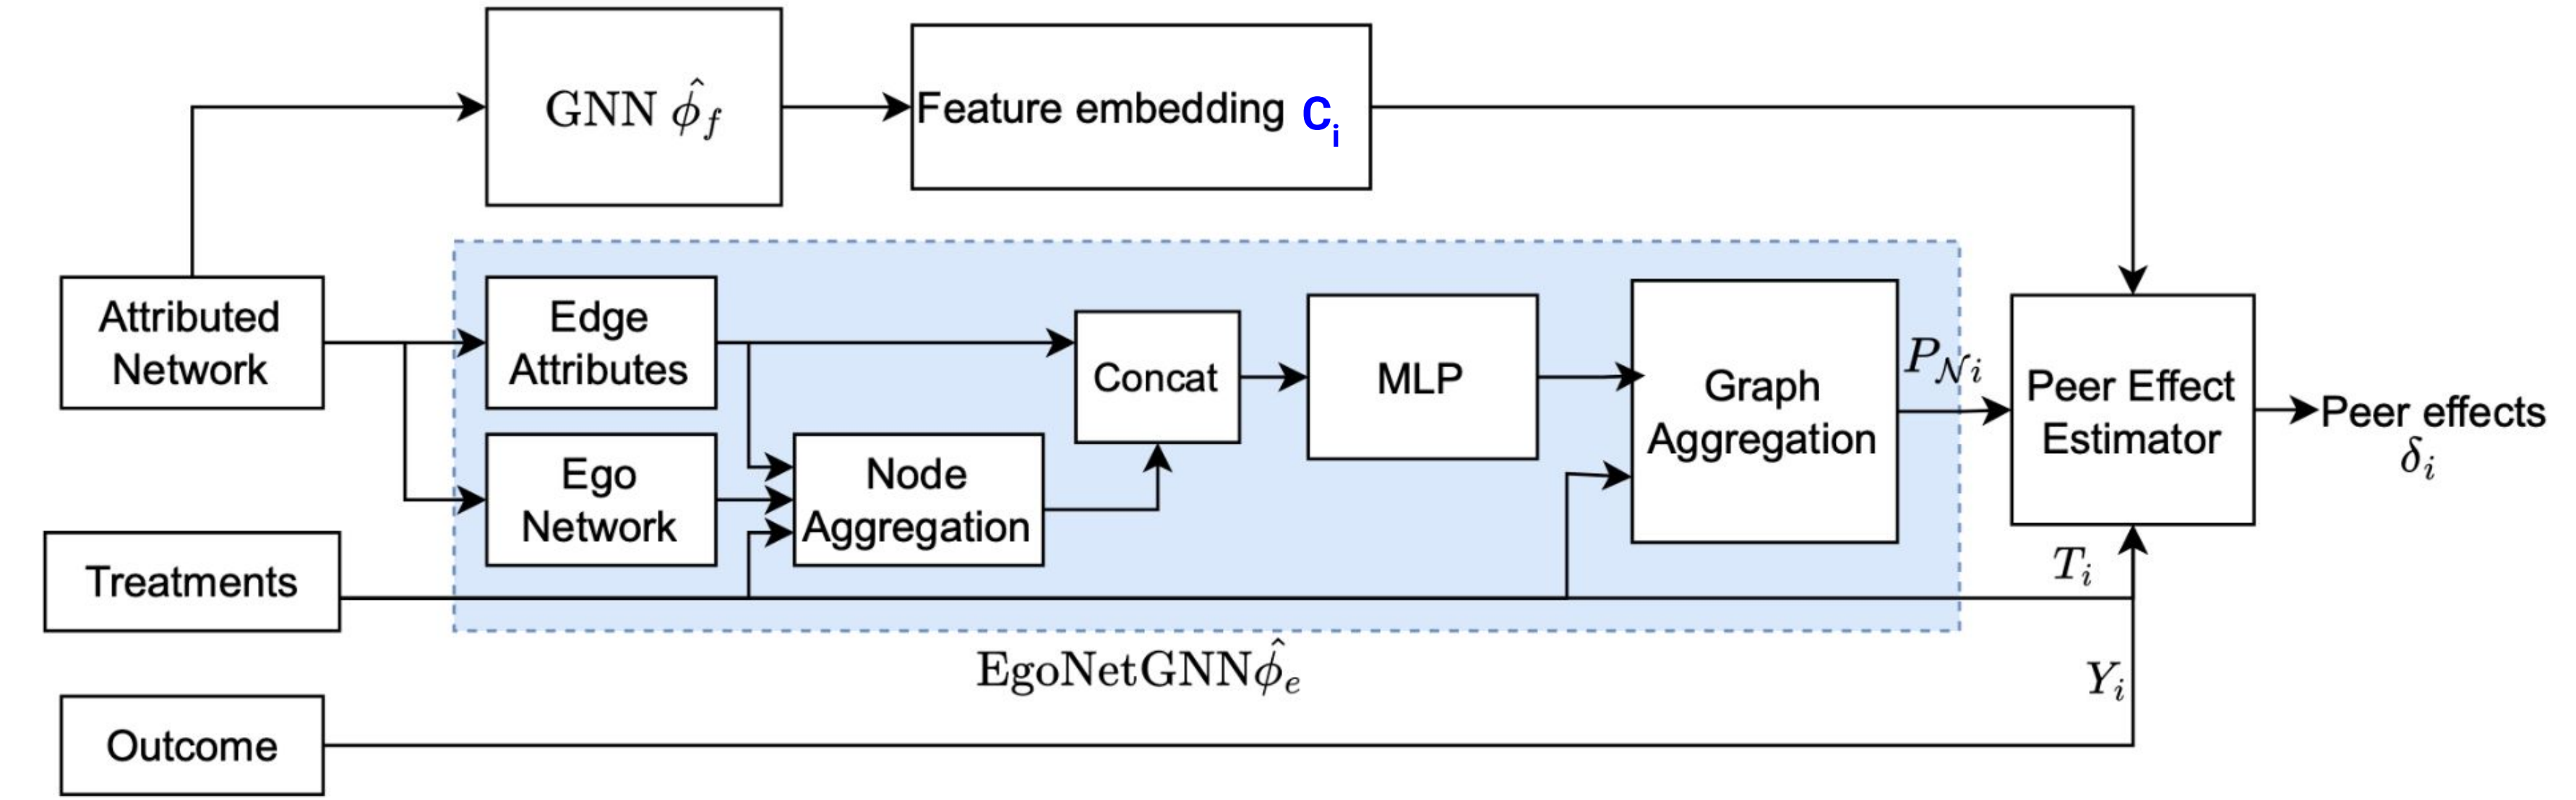 GNN $\hat{\phi}_f$
Feature embedding C_i
Attributed
Network
Edge
Attributes
Ego
Network
Node
Aggregation
Concat
MLP
Graph
Aggregation
$P_{\mathcal{N}_i}$
Peer Effect
Estimator
Peer effects
$\delta_i$
Treatments
$T_i$
EgoNetGNN$\hat{\phi}_e$
$Y_i$
Outcome